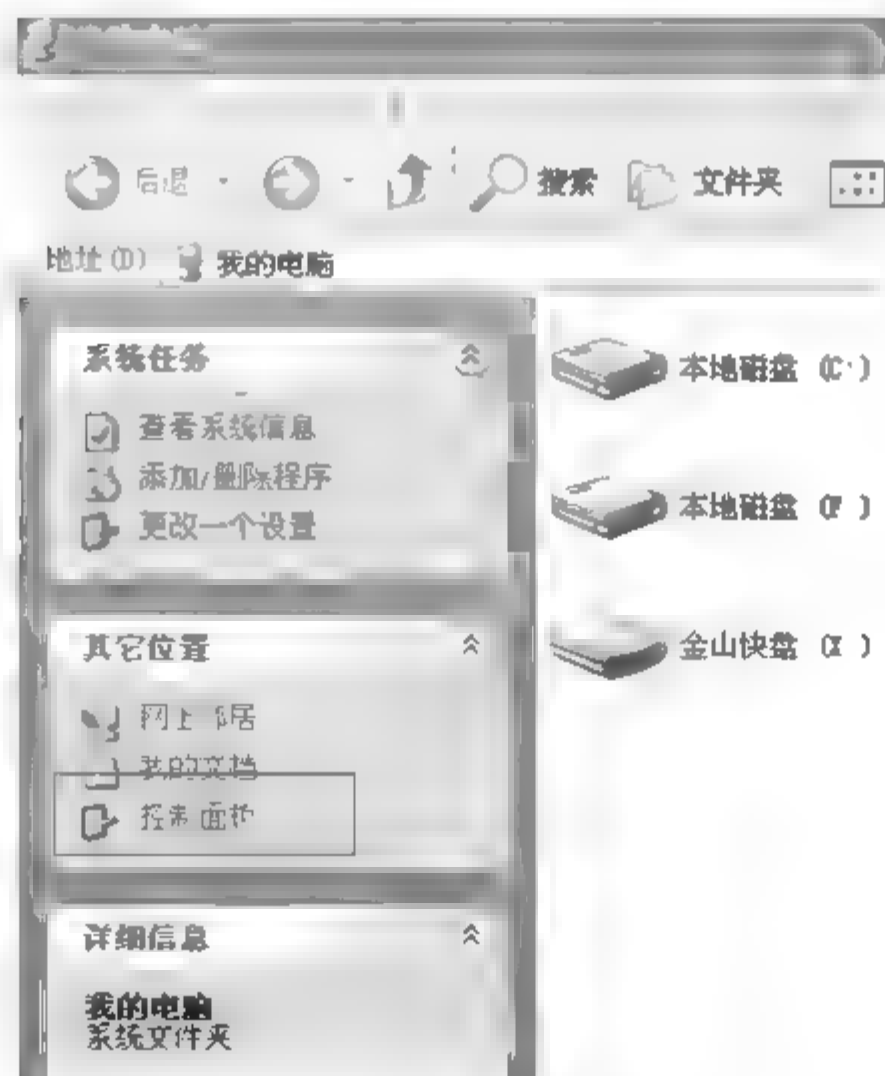 后退 搜索 文件夹
地址(D) 我的电脑
系统任务
查看系统信息
添加/删除程序
更改一个设置
其它位置
网上邻居
我的文档
控制面板
详细信息
我的电脑
系统文件夹
本地磁盘 (C:)
本地磁盘 (F )
金山快盘 (X )